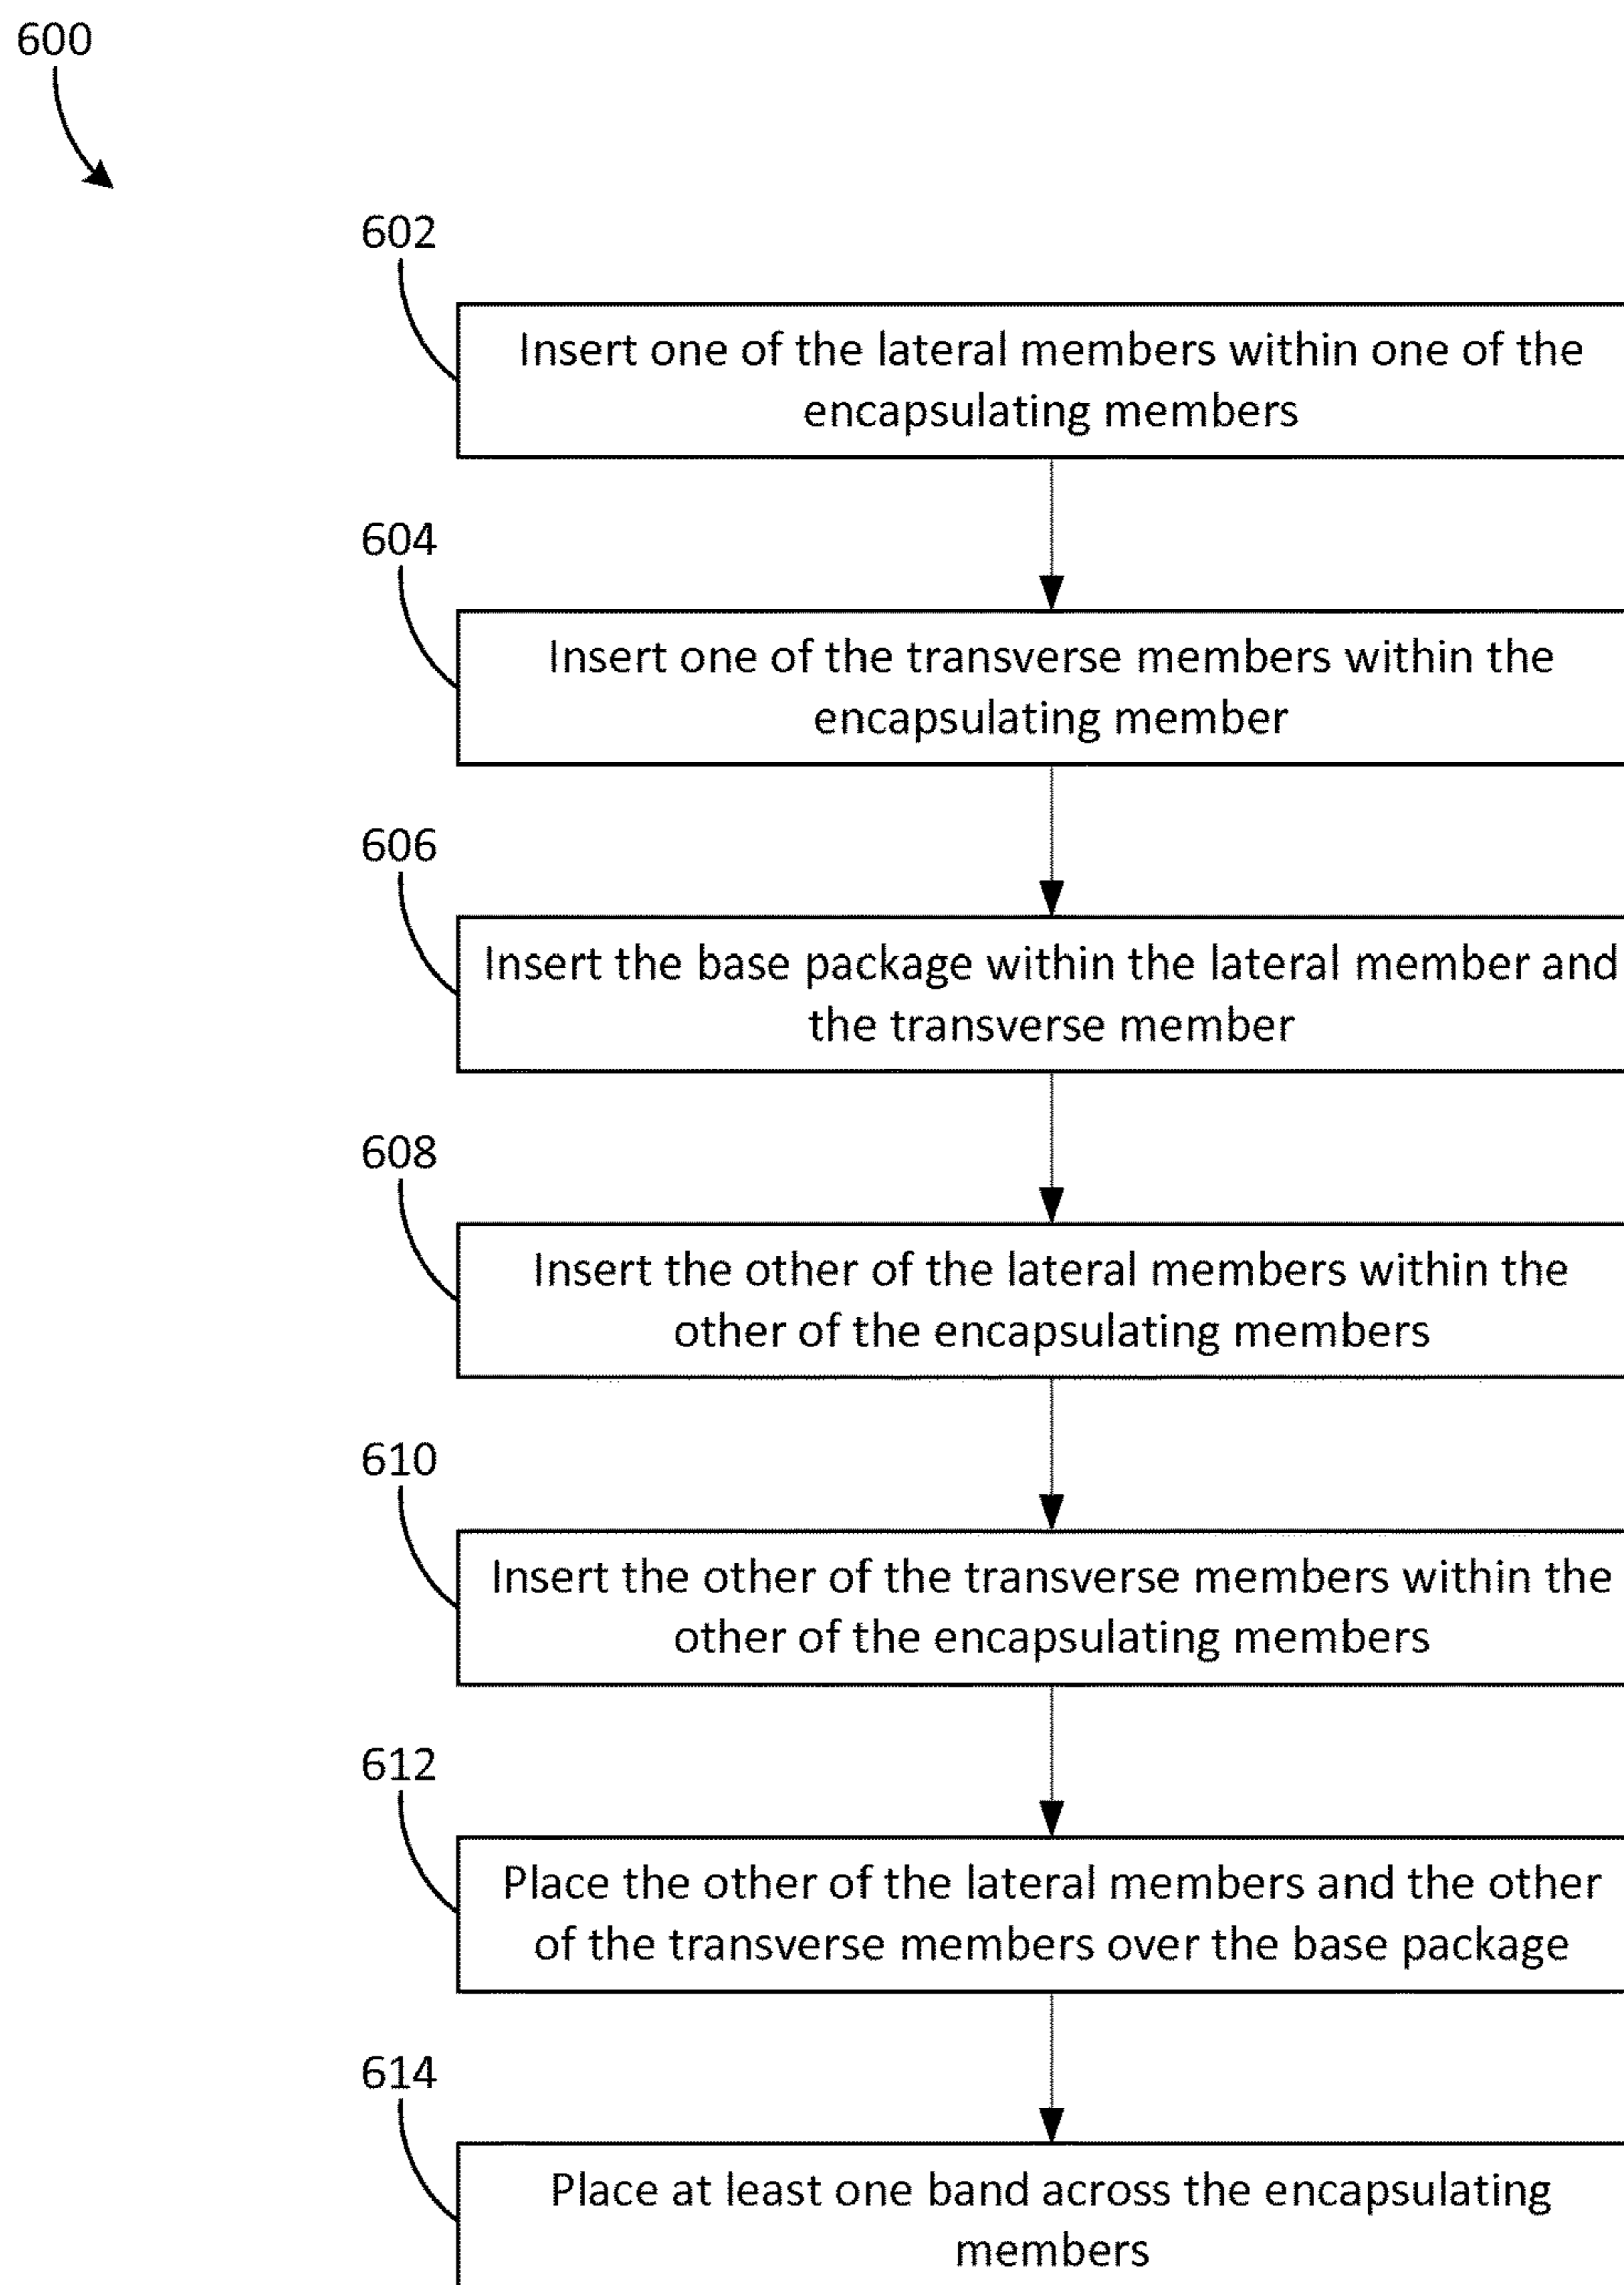 600
602
Insert one of the lateral members within one of the
encapsulating members
604
Insert one of the transverse members within the
encapsulating member
606
Insert the base package within the lateral member and
the transverse member
608
Insert the other of the lateral members within the
other of the encapsulating members
610
Insert the other of the transverse members within the
other of the encapsulating members
612
Place the other of the lateral members and the other
of the transverse members over the base package
614
Place at least one band across the encapsulating
members